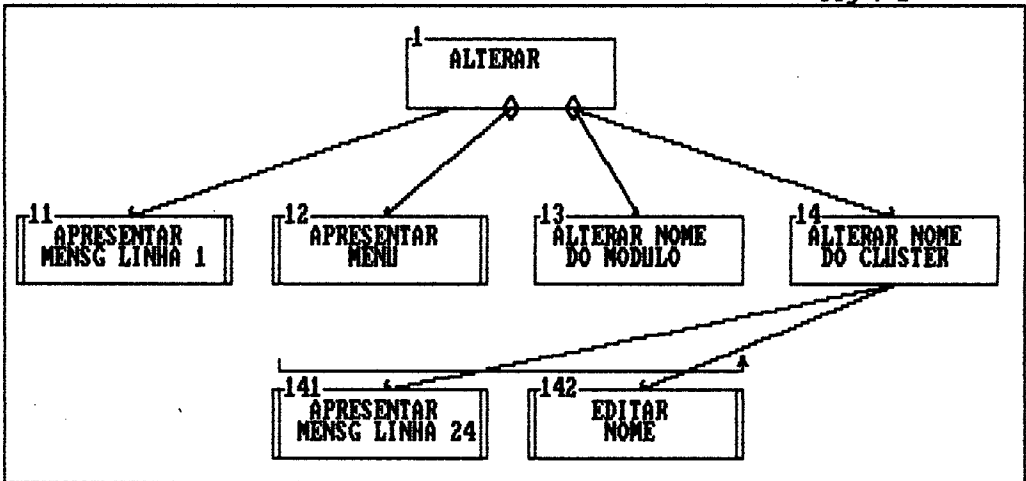 1
ALTERAR
11
APRESENTAR
MENSG LINHA 1
12
APRESENTAR
MENU
13
ALTERAR NOME
DO MODULO
14
ALTERAR NOME
DO CLUSTER
141
APRESENTAR
MENSG LINHA 24
142
EDITAR
NOME